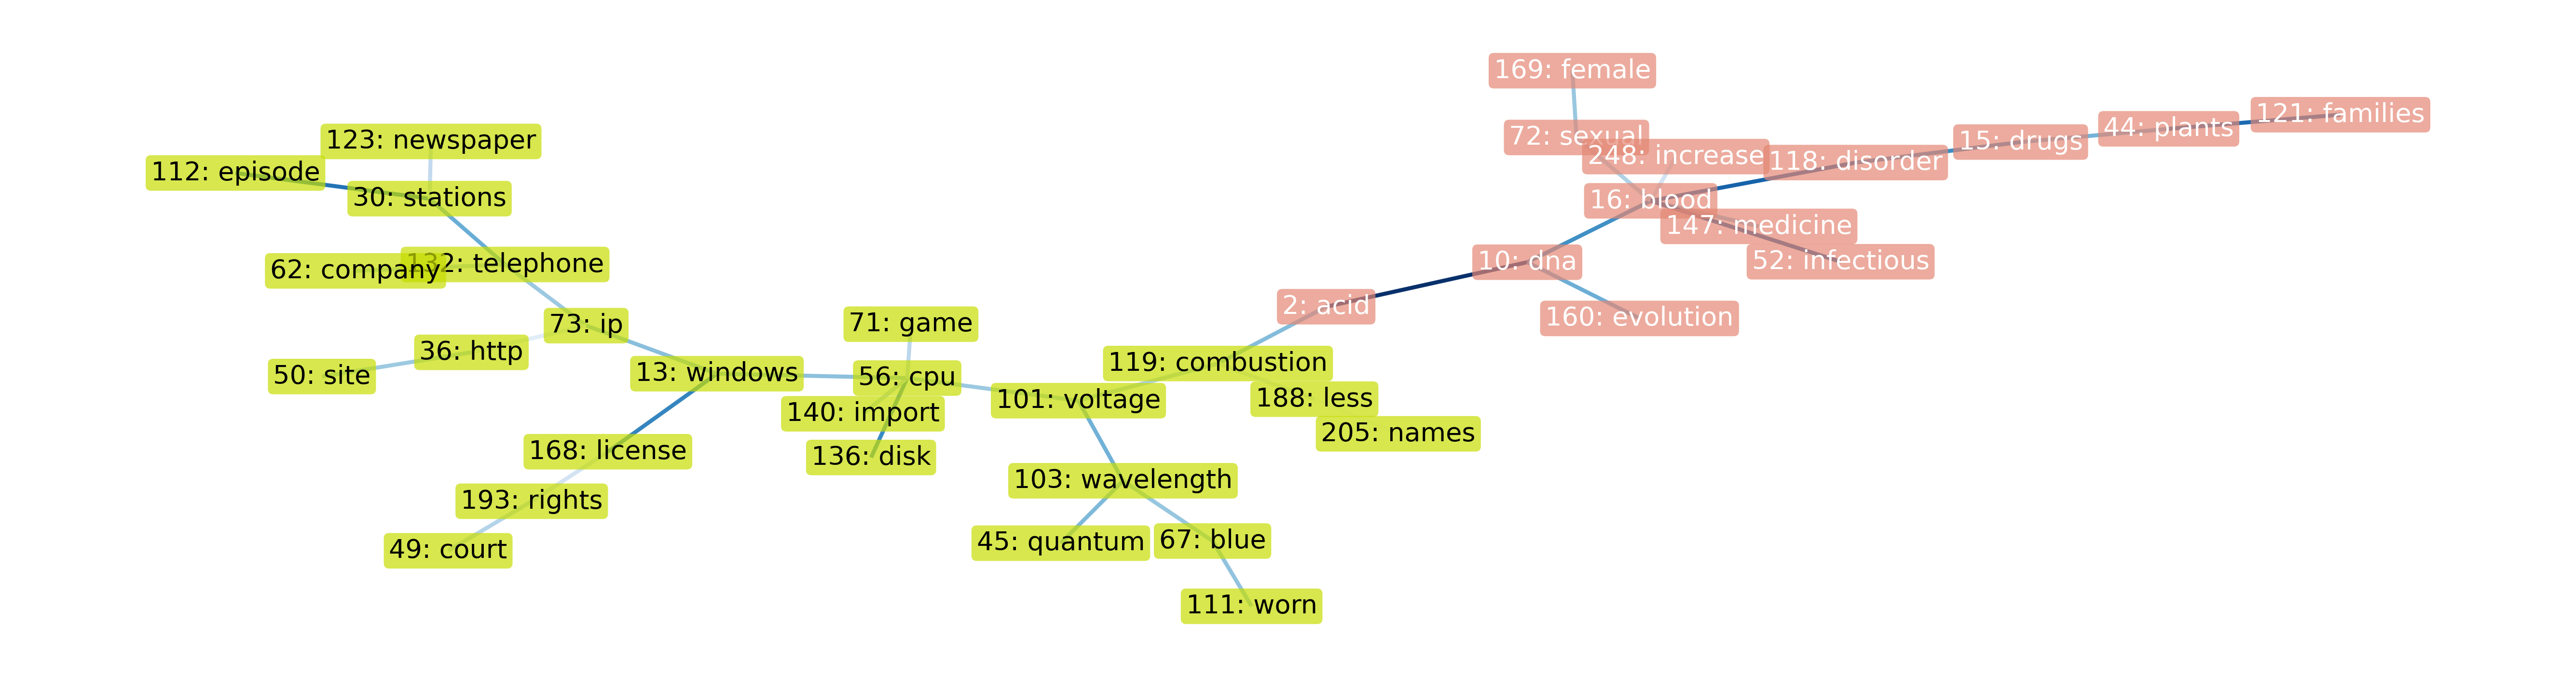 169: female
121: families
44: plants
123: newspaper
72: sexual
15: drugs
248: increase
118: disorder
112: episode
30: stations
16: blood
147: medicine
132: telephone
62: company
10: dna
52: infectious
2: acid
160: evolution
73: ip
71: game
36: http
119: combustion
50: site
13: windows
56: cpu
101: voltage
188: less
140: import
205: names
168: license
136: disk
103: wavelength
193: rights
49: court
45: quantum
67: blue
111: worn